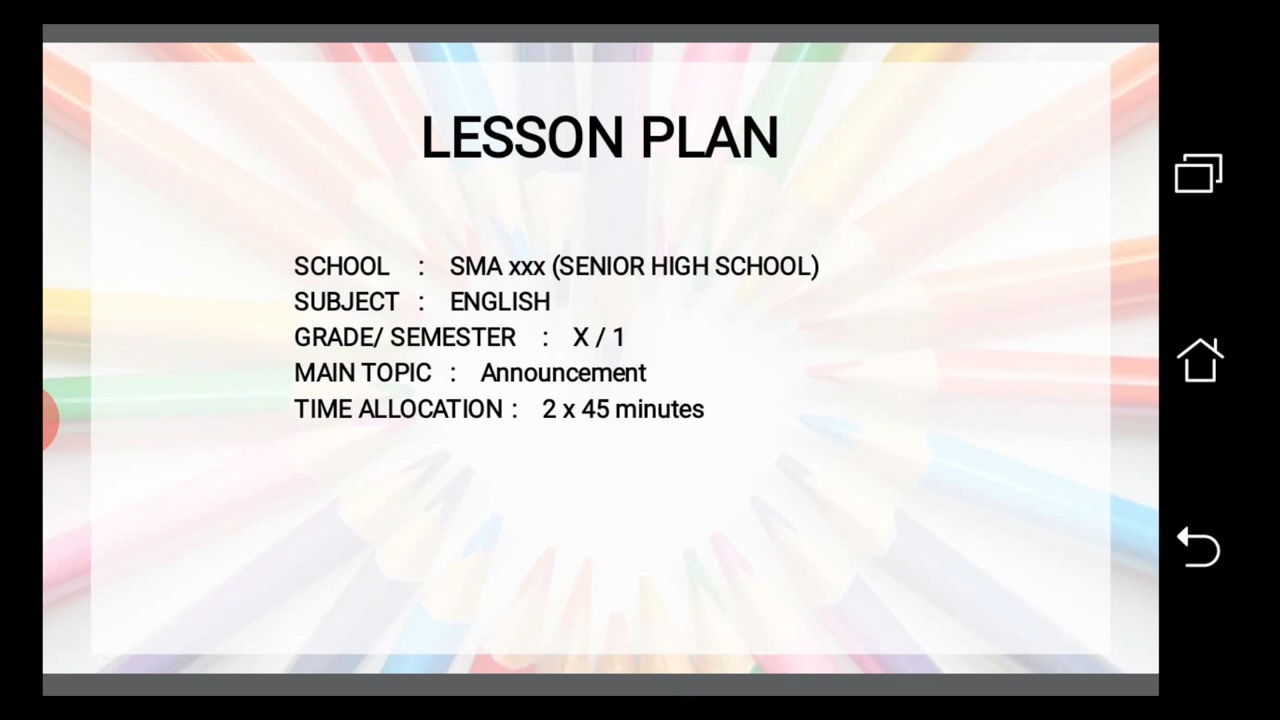 LESSON PLAN
SCHOOL : SMA xxx (SENIOR HIGH SCHOOL)
SUBJECT : ENGLISH
GRADE/ SEMESTER : X / 1
MAIN TOPIC : Announcement
TIME ALLOCATION : 2 x 45 minutes